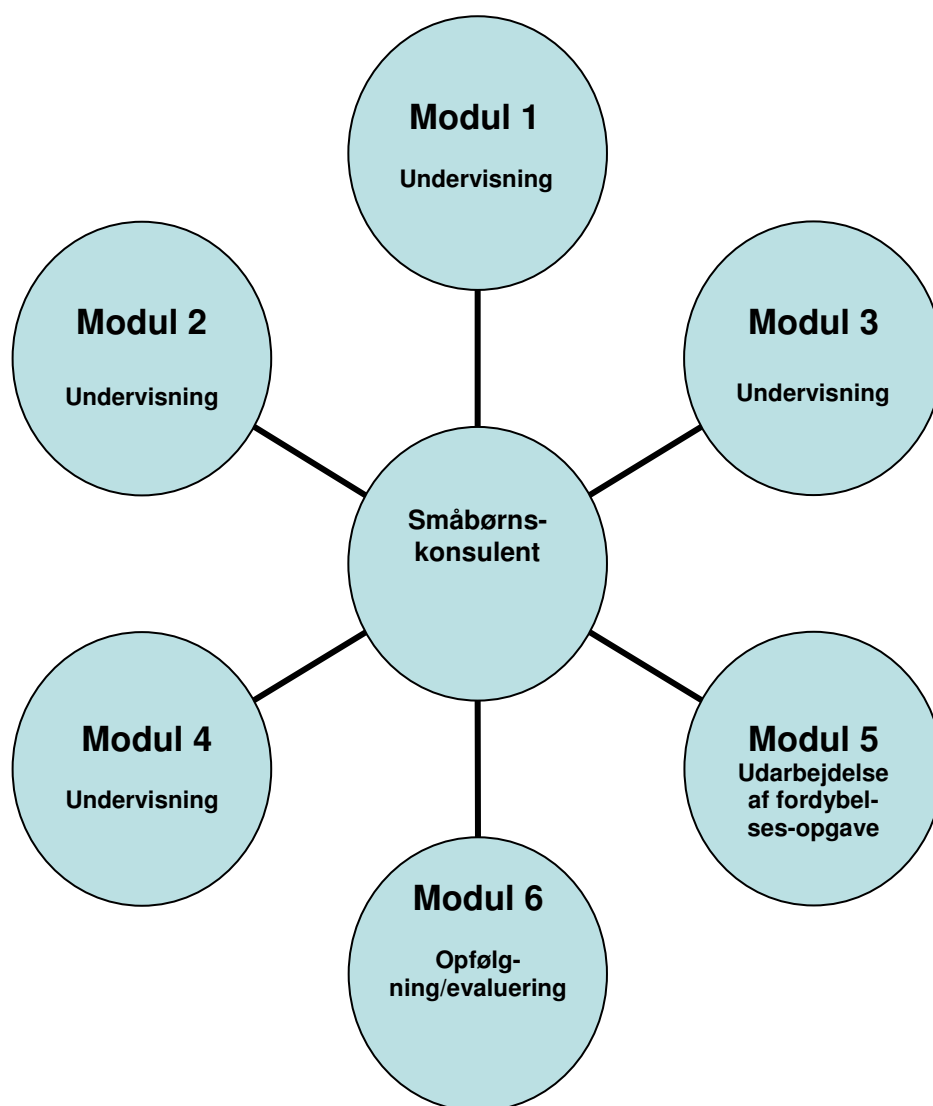 Modul 1
Undervisning
Modul 2
Undervisning
Modul 3
Undervisning
Småbørns-
konsulent
Modul 4
Undervisning
Modul 5
Udarbejdelse
af fordybel-
ses-opgave
Modul 6
Opfølg-
ning/evaluering